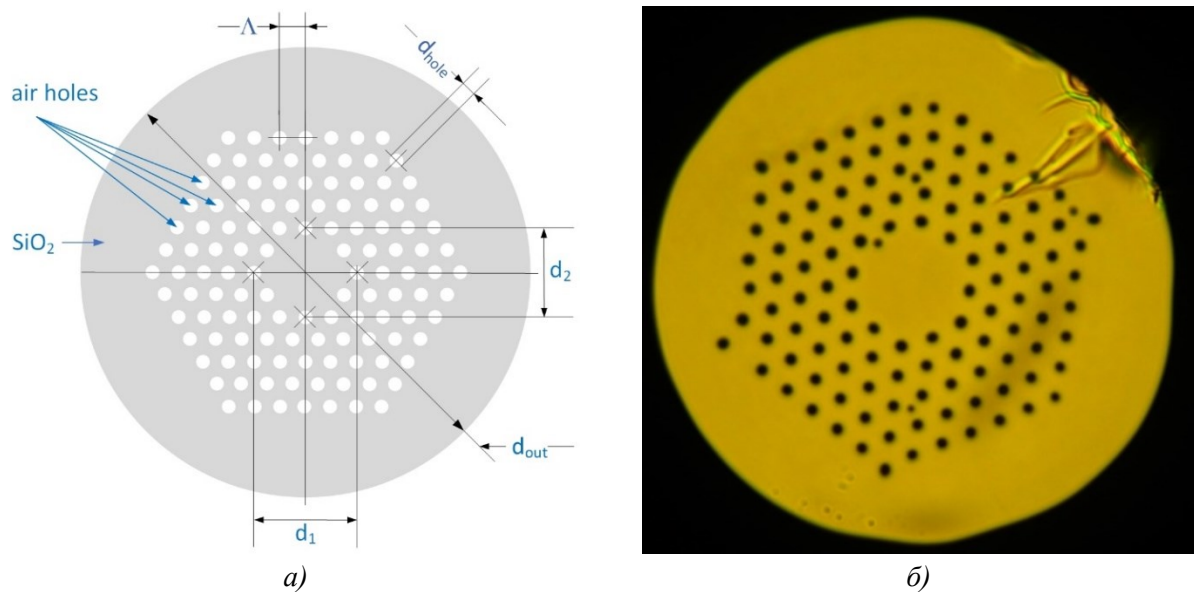 Λ
d_hole
air holes
SiO₂
d₂
d_out
d₁
а)
б)